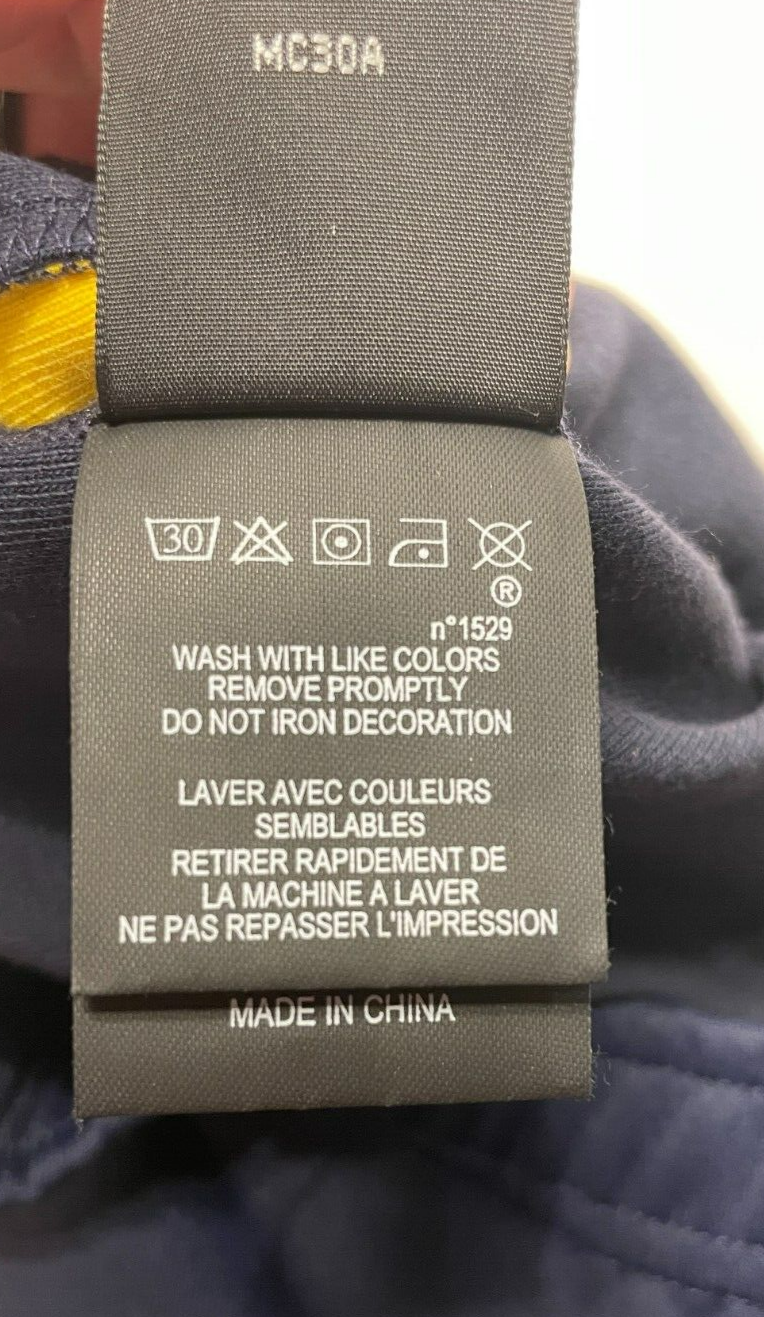 MC30A
30
®
n°1529
WASH WITH LIKE COLORS
REMOVE PROMPTLY
DO NOT IRON DECORATION
LAVER AVEC COULEURS
SEMBLABLES
RETIRER RAPIDEMENT DE
LA MACHINE A LAVER
NE PAS REPASSER L'IMPRESSION
MADE IN CHINA